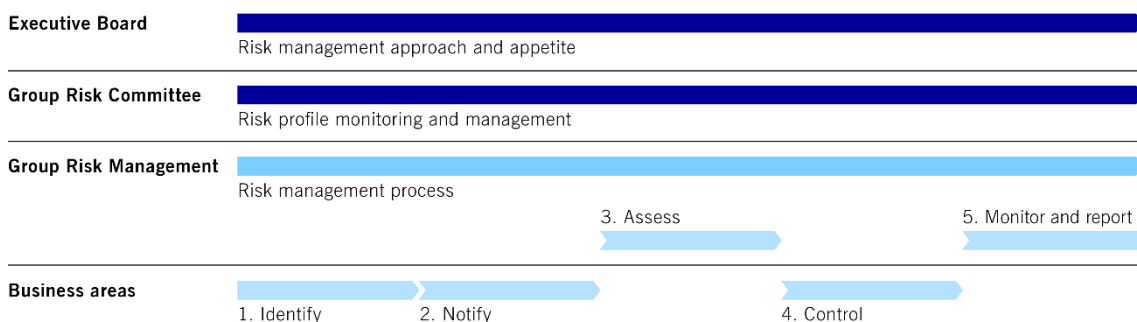 Executive Board
Risk management approach and appetite
Group Risk Committee
Risk profile monitoring and management
Group Risk Management
Risk management process
3. Assess
5. Monitor and report
Business areas
1. Identify
2. Notify
4. Control